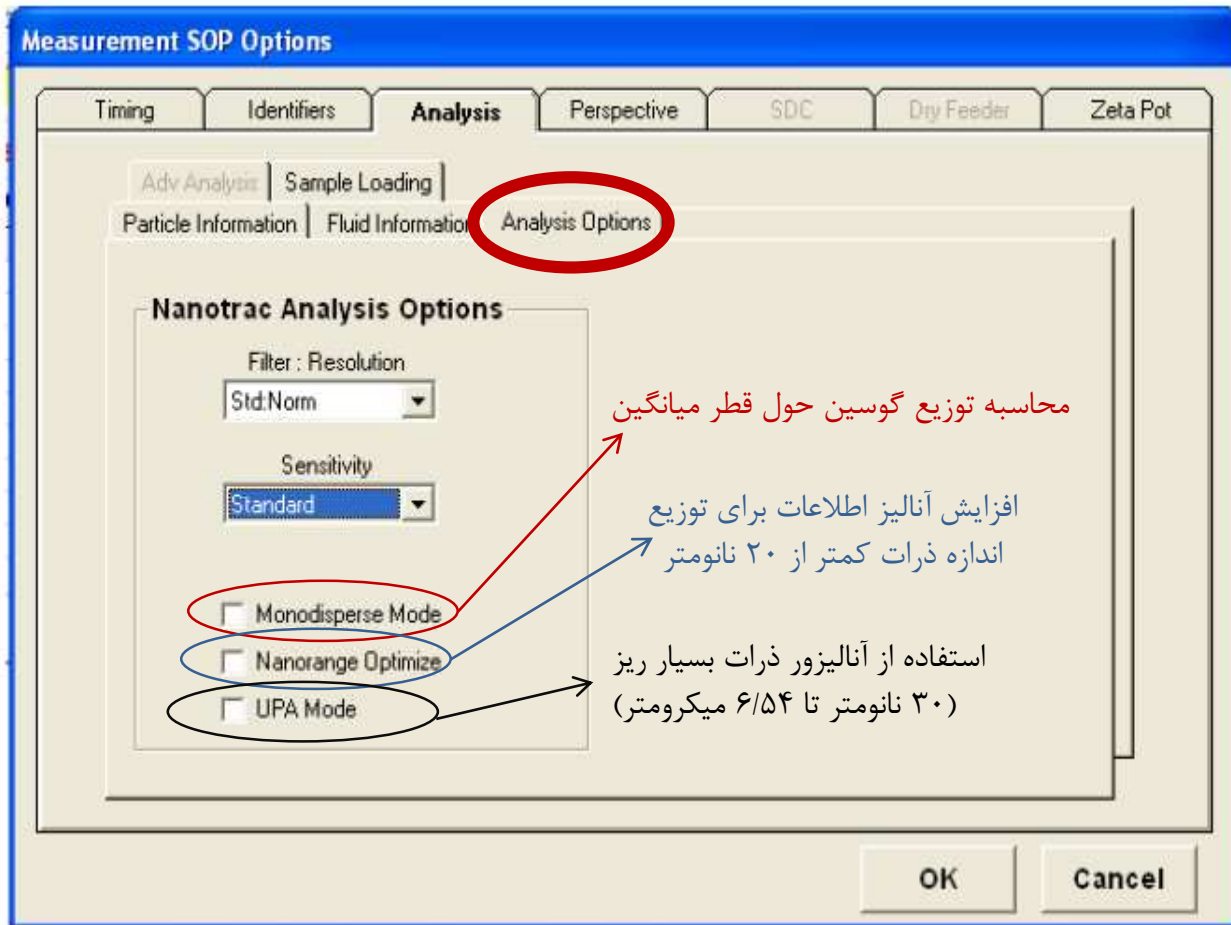 Measurement SOP Options
Timing Identifiers Analysis Perspective SDC Dry Feeder Zeta Pot
Adv Analysis Sample Loading
Particle Information Fluid Information Analysis Options
Nanotrac Analysis Options
Filter : Resolution
Std:Norm
محاسبه توزیع گوسین حول قطر میانگین
Sensitivity
Standard
افزایش آنالیز اطلاعات برای توزیع
اندازه ذرات کمتر از ۲۰ نانومتر
Monodisperse Mode
Nanorange Optimize
UPA Mode
استفاده از آنالیزور ذرات بسیار ریز
(۳۰ نانومتر تا ۶/۵۴ میکرومتر)
OK Cancel